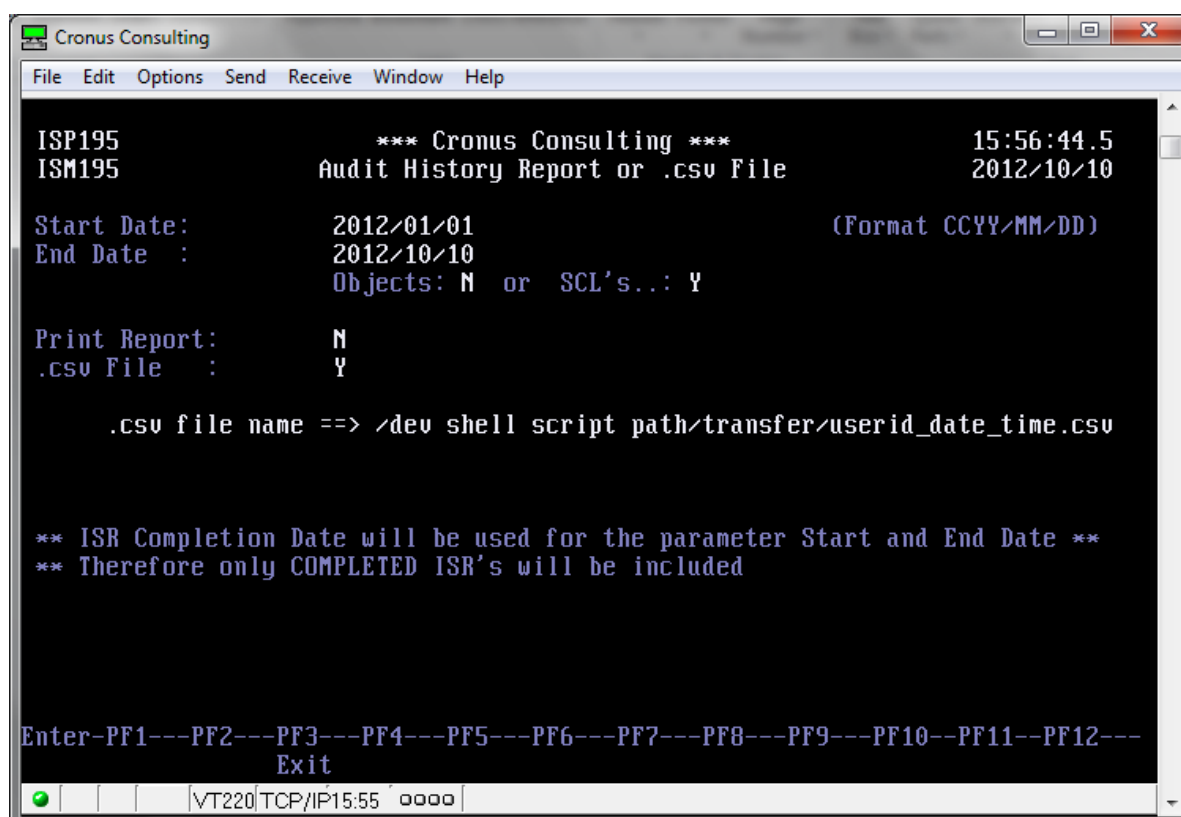 Cronus Consulting
File Edit Options Send Receive Window Help
ISP195 *** Cronus Consulting *** 15:56:44.5
ISM195 Audit History Report or .csv File 2012/10/10
Start Date: 2012/01/01 (Format CCYY/MM/DD)
End Date : 2012/10/10
Objects: N or SCL's..: Y
Print Report: N
.csv File : Y
.csv file name ==> /dev shell script path/transfer/userid_date_time.csv
** ISR Completion Date will be used for the parameter Start and End Date **
** Therefore only COMPLETED ISR's will be included
Enter-PF1---PF2---PF3---PF4---PF5---PF6---PF7---PF8---PF9---PF10--PF11--PF12---
Exit
VT220 TCP/IP 15:55 oooo